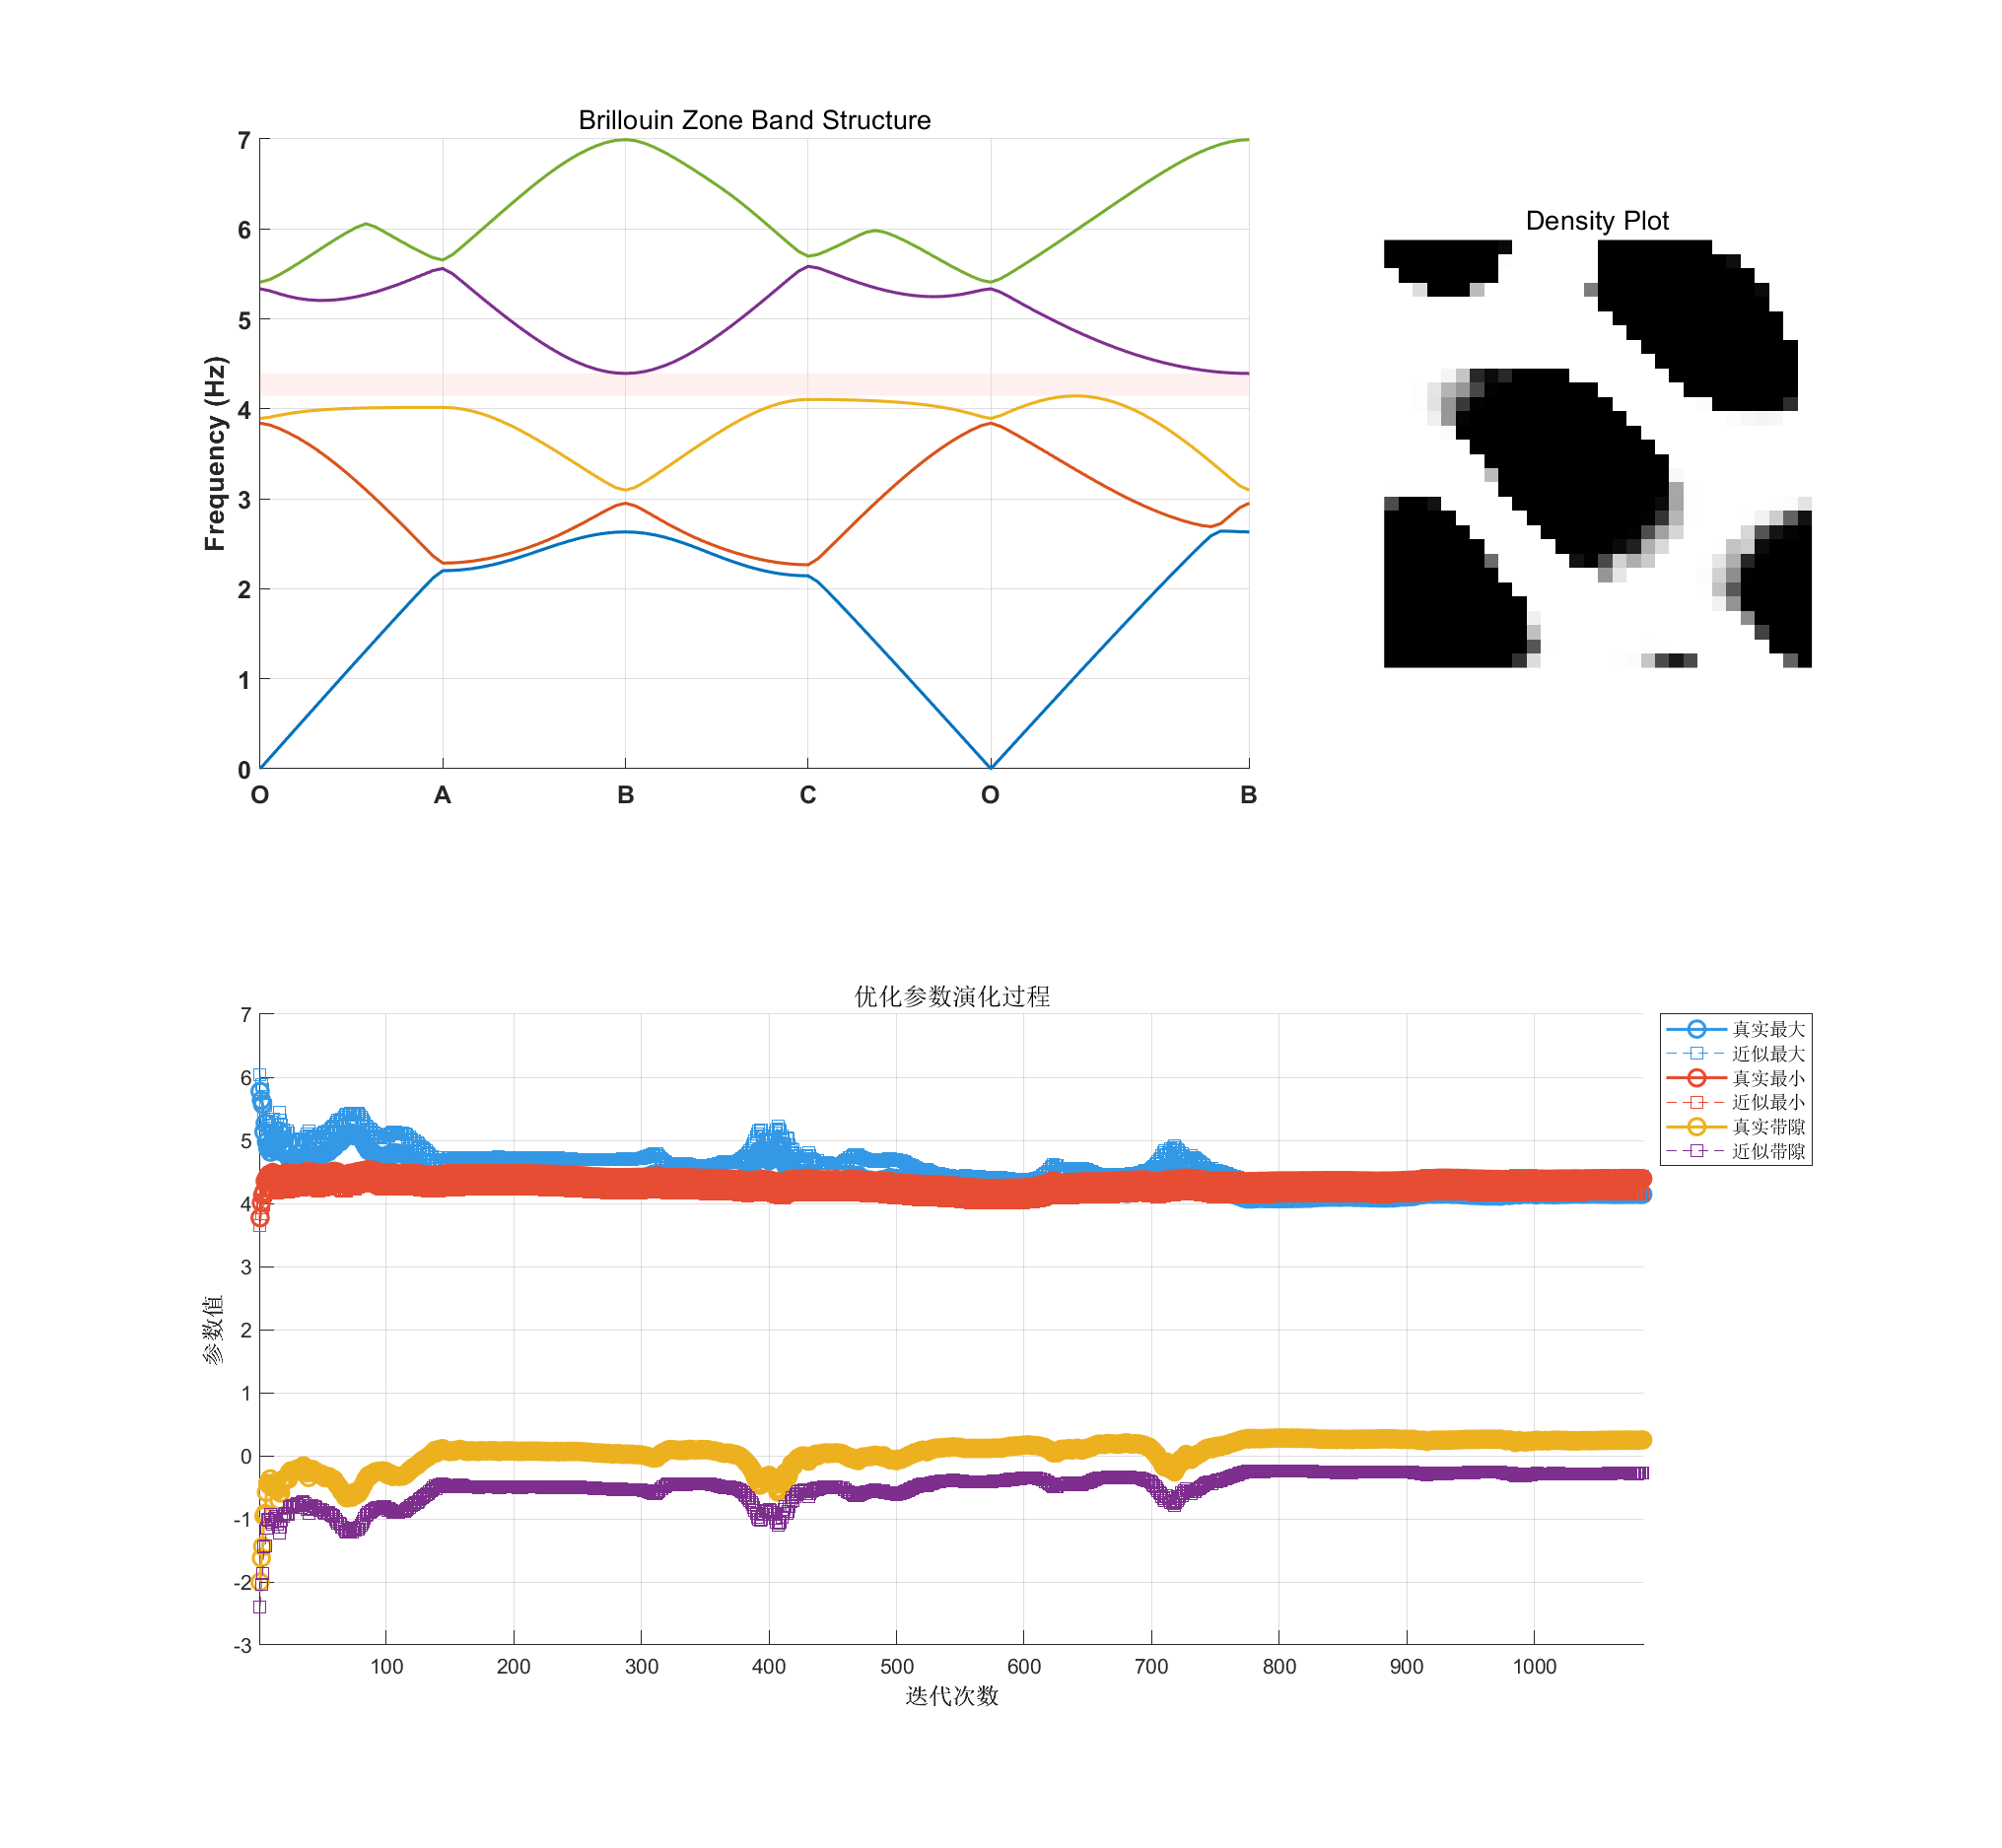 Brillouin Zone Band Structure
7
6
5
4
3
2
1
0
Frequency (Hz)
O A B C O B
Density Plot
优化参数演化过程
7
6
5
4
3
2
1
0
-1
-2
-3
参数值
100 200 300 400 500 600 700 800 900 1000
迭代次数
真实最大
近似最大
真实最小
近似最小
真实带隙
近似带隙